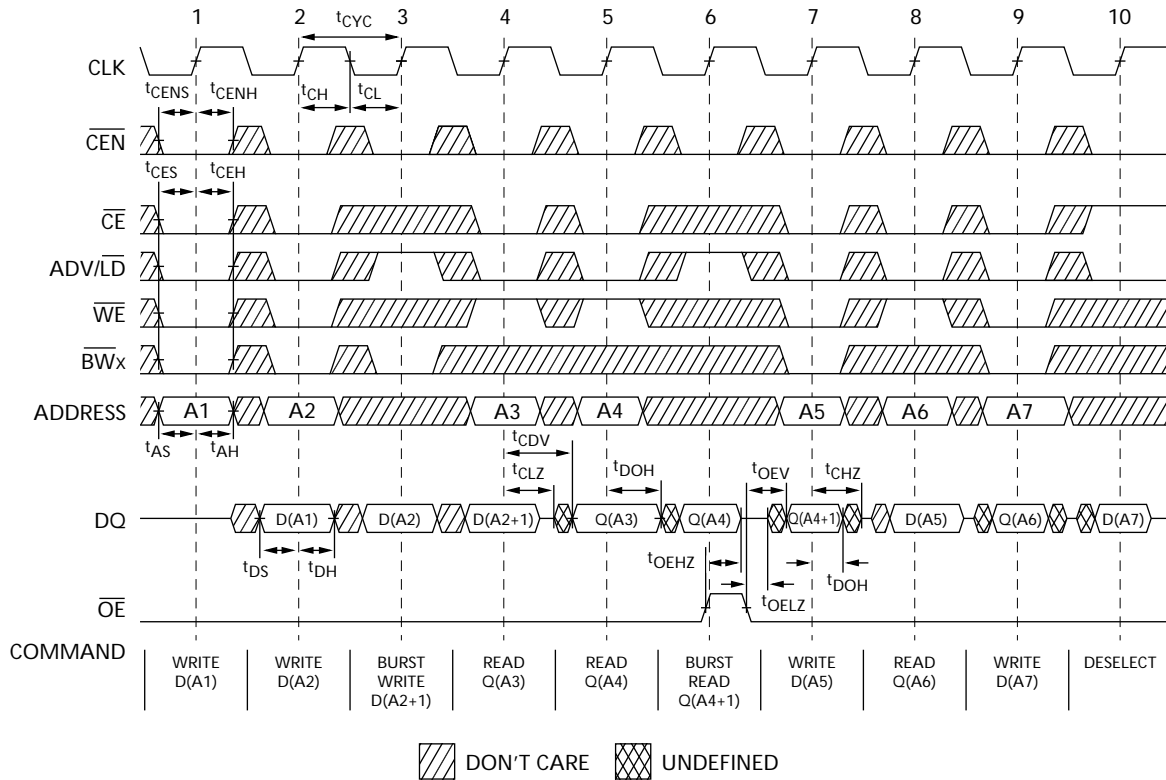 1 2 3 4 5 6 7 8 9 10
tCYC
CLK
tCENS tCENH tCH tCL
CEN
tCES tCEH
CE
ADV/LD
WE
BWx
ADDRESS A1 A2 A3 A4 A5 A6 A7
tAS tAH tCDV
tCLZ tDOH tOEV tCHZ
DQ D(A1) D(A2) D(A2+1) Q(A3) Q(A4) Q(A4+1) D(A5) Q(A6) D(A7)
tDS tDH tOEHZ tDOH
tOELZ
OE
COMMAND
WRITE WRITE BURST READ READ BURST WRITE READ WRITE DESELECT
D(A1) D(A2) WRITE Q(A3) Q(A4) READ D(A5) Q(A6) D(A7)
D(A2+1) Q(A4+1)
DON'T CARE UNDEFINED